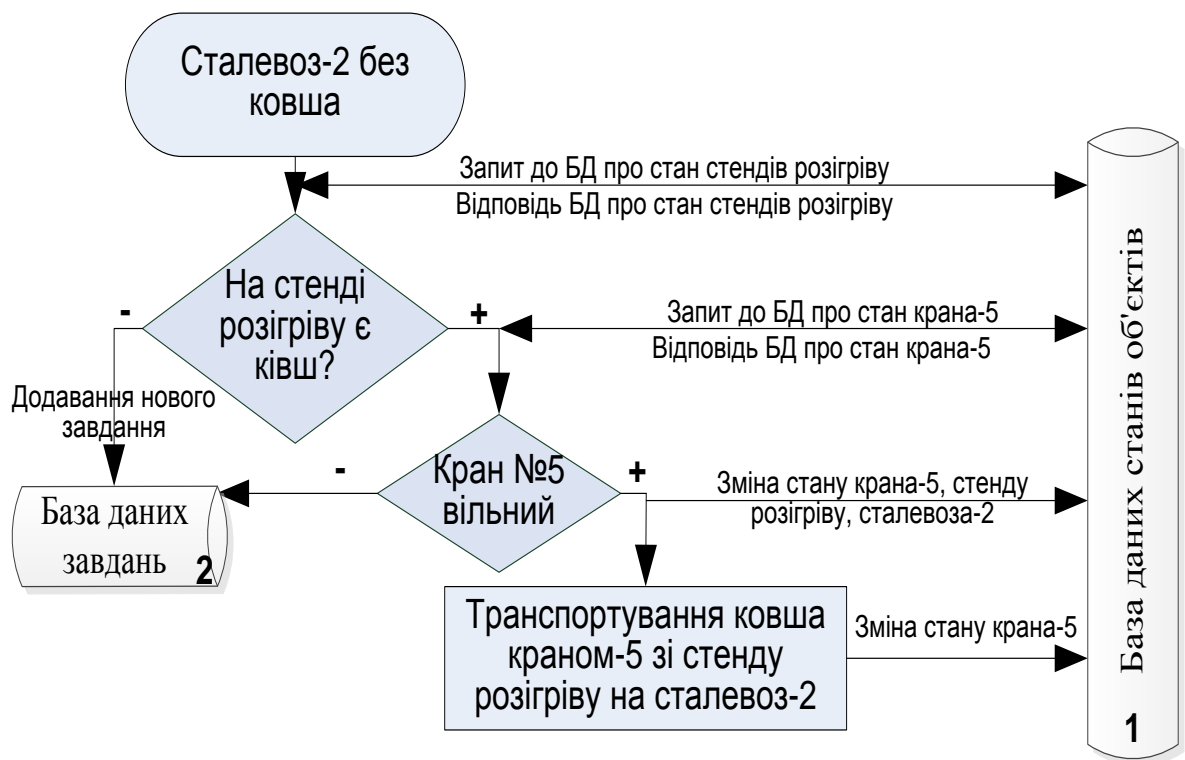 Сталевоз-2 без
ковша
Запит до БД про стан стендів розігріву
Відповідь БД про стан стендів розігріву
На стенді
розігріву є
ківш?
-
+
Запит до БД про стан крана-5
Відповідь БД про стан крана-5
Додавання нового
завдання
Кран №5
вільний
-
+
Зміна стану крана-5, стенду
розігріву, сталевоза-2
База даних
завдань
2
Транспортування ковша
краном-5 зі стенду
розігріву на сталевоз-2
Зміна стану крана-5
База даних станів об'єктів
1